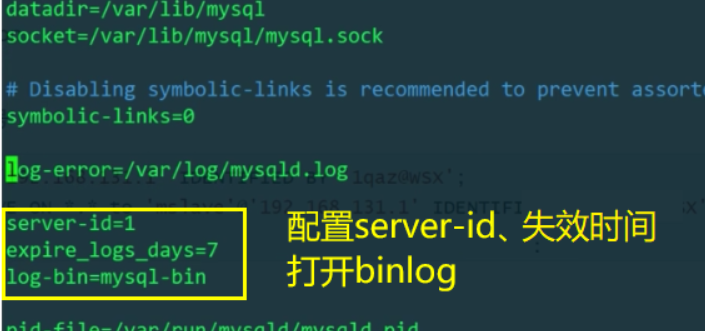 datadir=/var/lib/mysql
socket=/var/lib/mysql/mysql.sock
# Disabling symbolic-links is recommended to prevent assort
symbolic-links=0
log-error=/var/log/mysqld.log
server-id=1
expire_logs_days=7
log-bin=mysql-bin
配置server-id、失效时间
打开binlog
pid-file=/var/run/mysqld/mysqld.pid